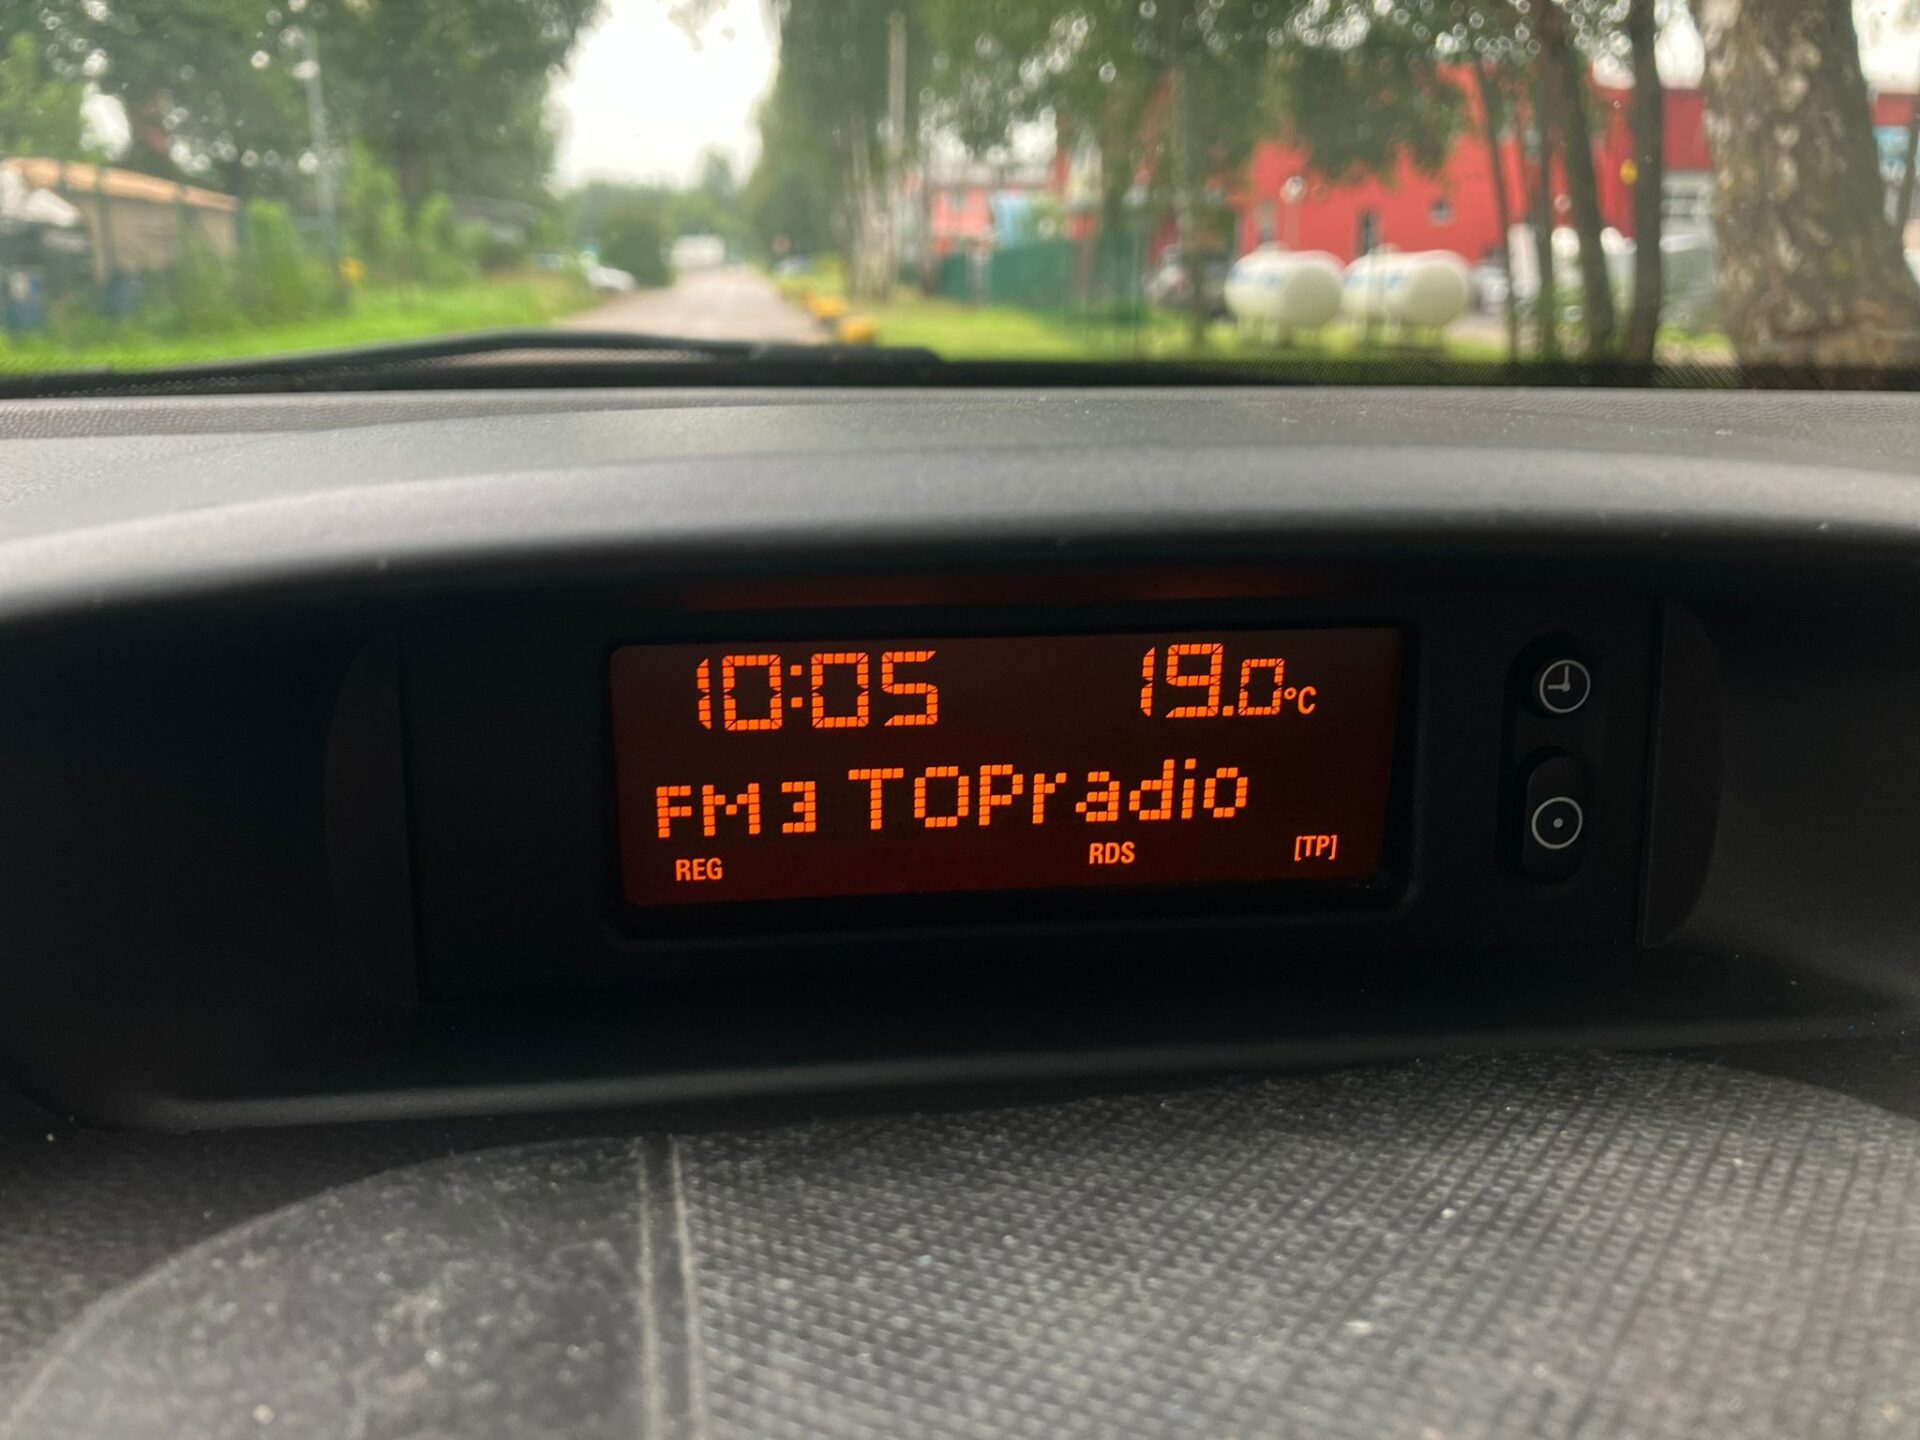 10:05 19.0°C
FM3 TOPradio
REG RDS [TP]